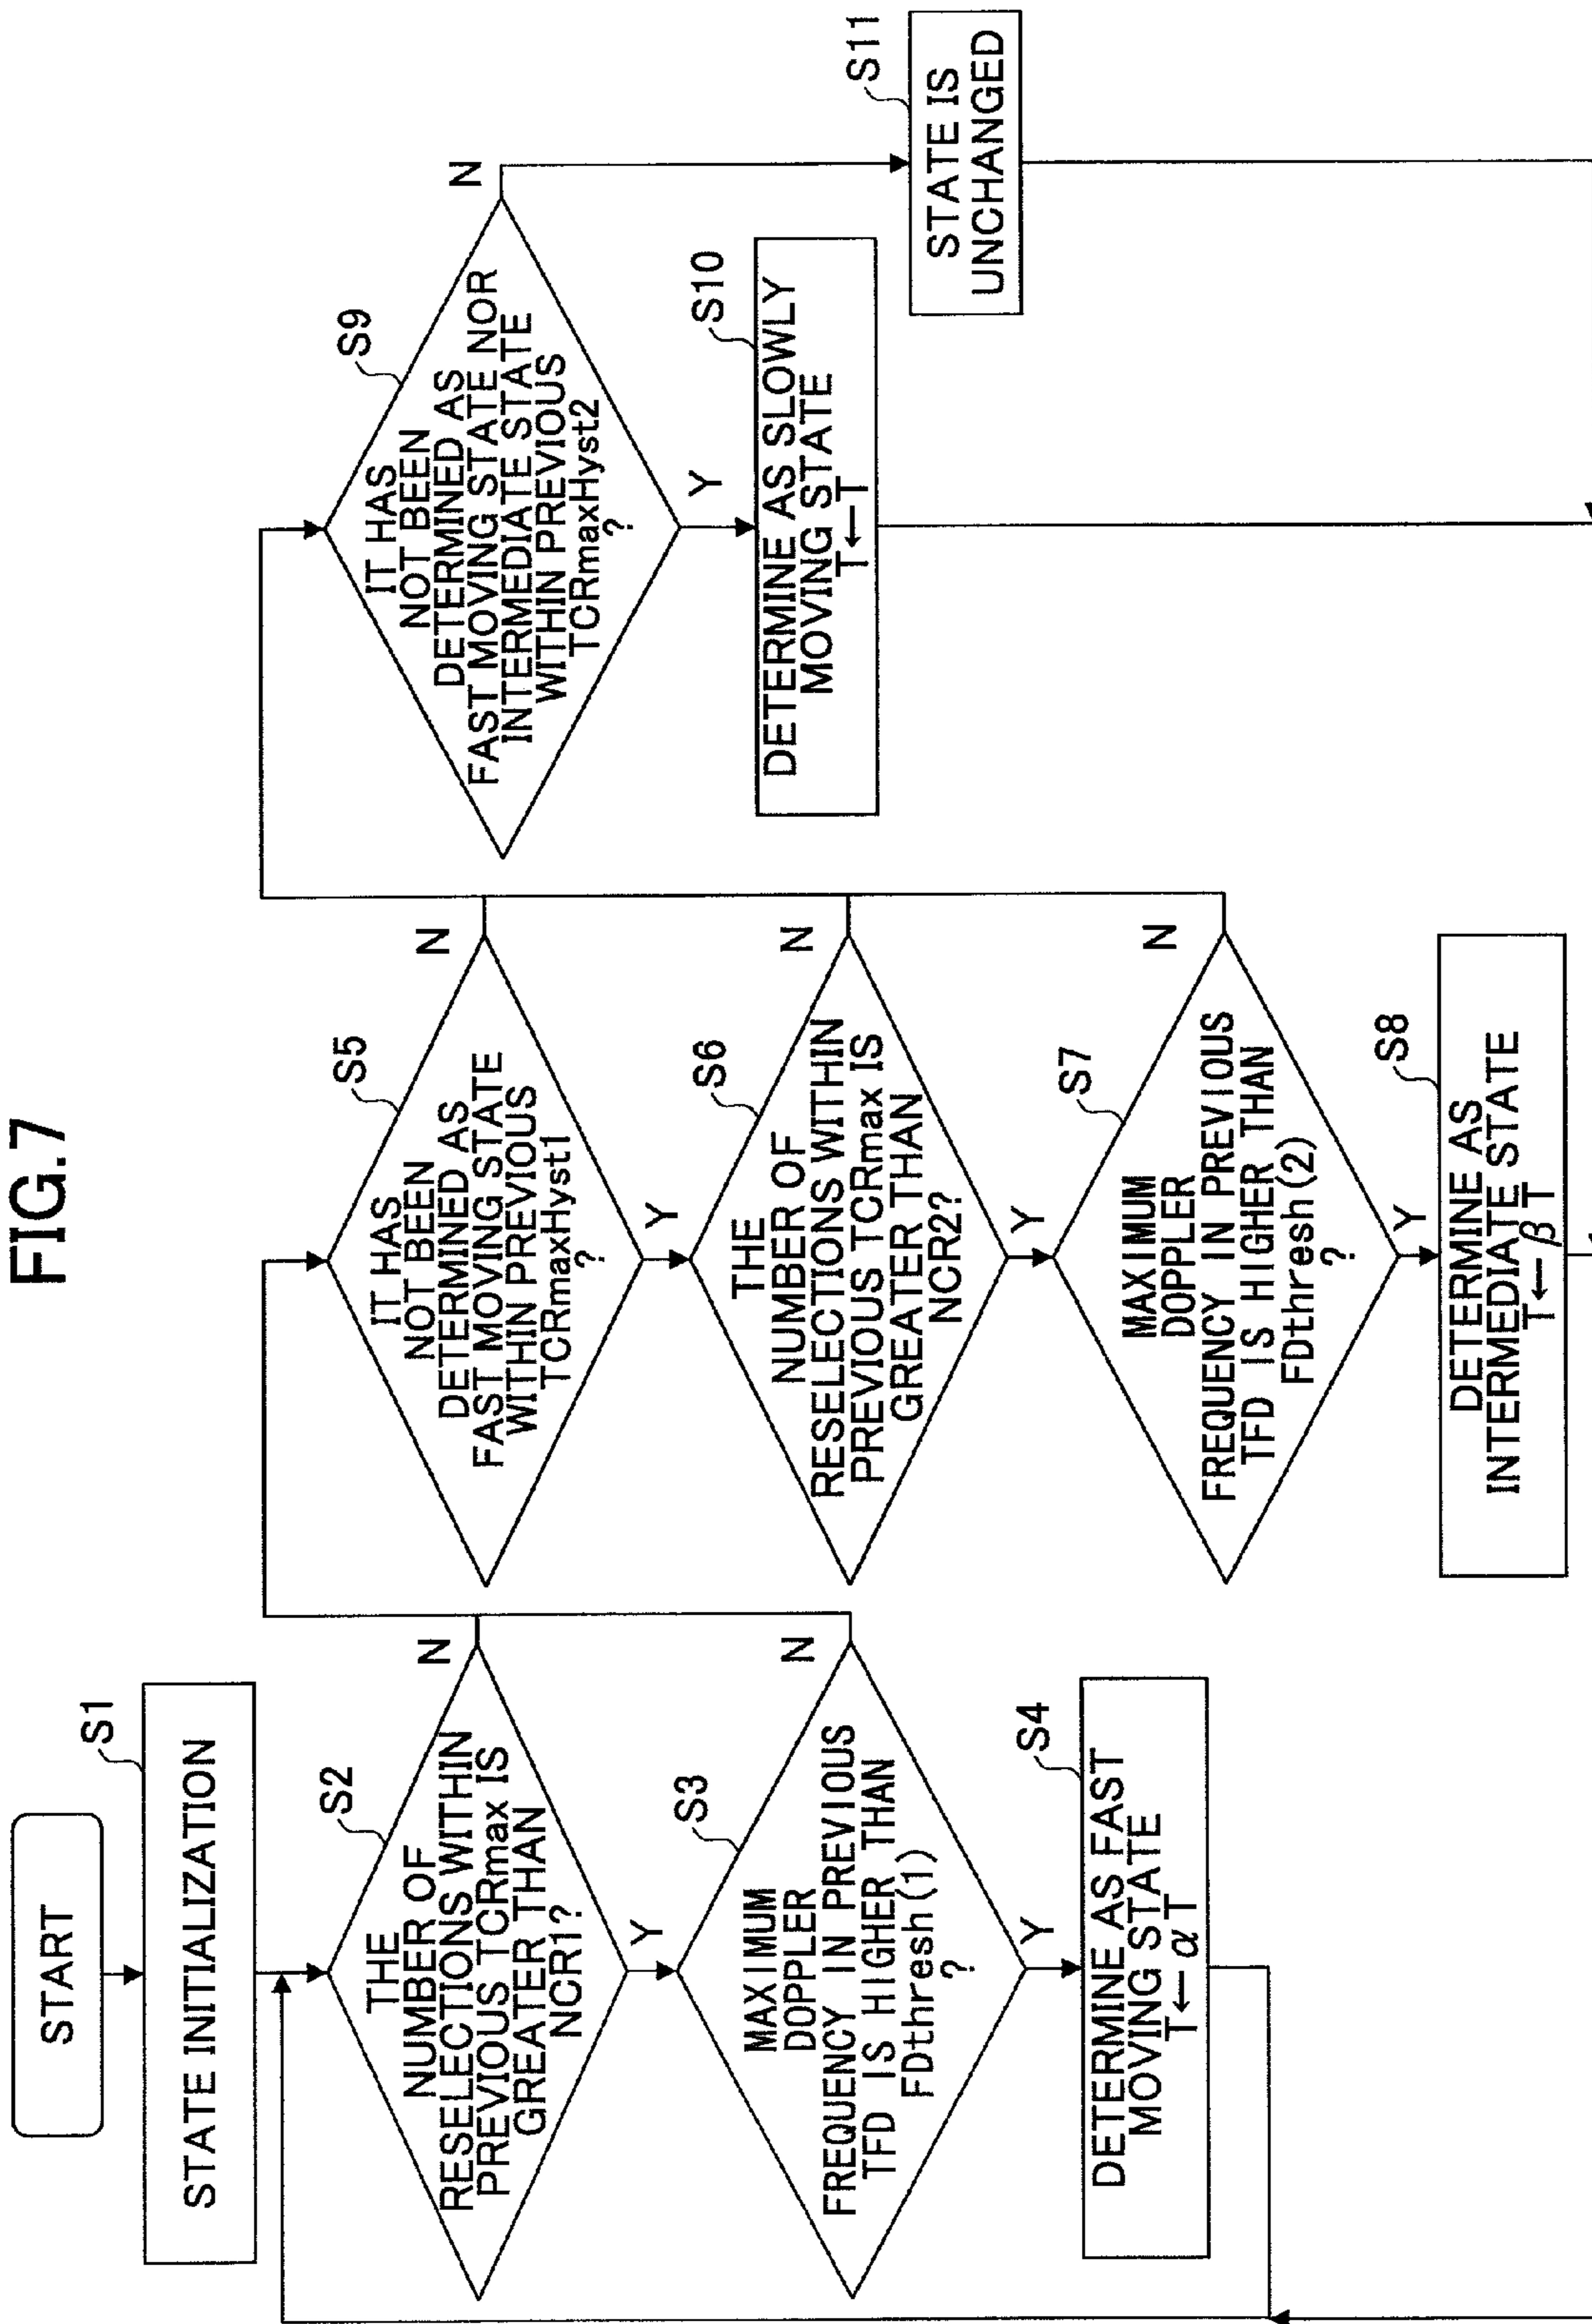 FIG.7
START
S1
STATE INITIALIZATION
S2
THE
NUMBER OF
RESELECTIONS WITHIN
PREVIOUS TCRmax IS
GREATER THAN
NCR1?
N
Y
S3
MAXIMUM
DOPPLER
FREQUENCY IN PREVIOUS
TFD IS HIGHER THAN
FDthresh(1)
?
N
Y
S4
DETERMINE AS FAST
MOVING STATE
T←αT
S5
IT HAS
NOT BEEN
DETERMINED AS
FAST MOVING STATE
WITHIN PREVIOUS
TCRmaxHyst1
?
N
Y
S6
THE
NUMBER OF
RESELECTIONS WITHIN
PREVIOUS TCRmax IS
GREATER THAN
NCR2?
N
Y
S7
MAXIMUM
DOPPLER
FREQUENCY IN PREVIOUS
TFD IS HIGHER THAN
FDthresh(2)
?
N
Y
S8
DETERMINE AS
INTERMEDIATE STATE
T←βT
S9
IT HAS
NOT BEEN
DETERMINED AS
FAST MOVING STATE NOR
INTERMEDIATE STATE
WITHIN PREVIOUS
TCRmaxHyst2
?
N
Y
S10
DETERMINE AS SLOWLY
MOVING STATE
T←T
S11
STATE IS
UNCHANGED